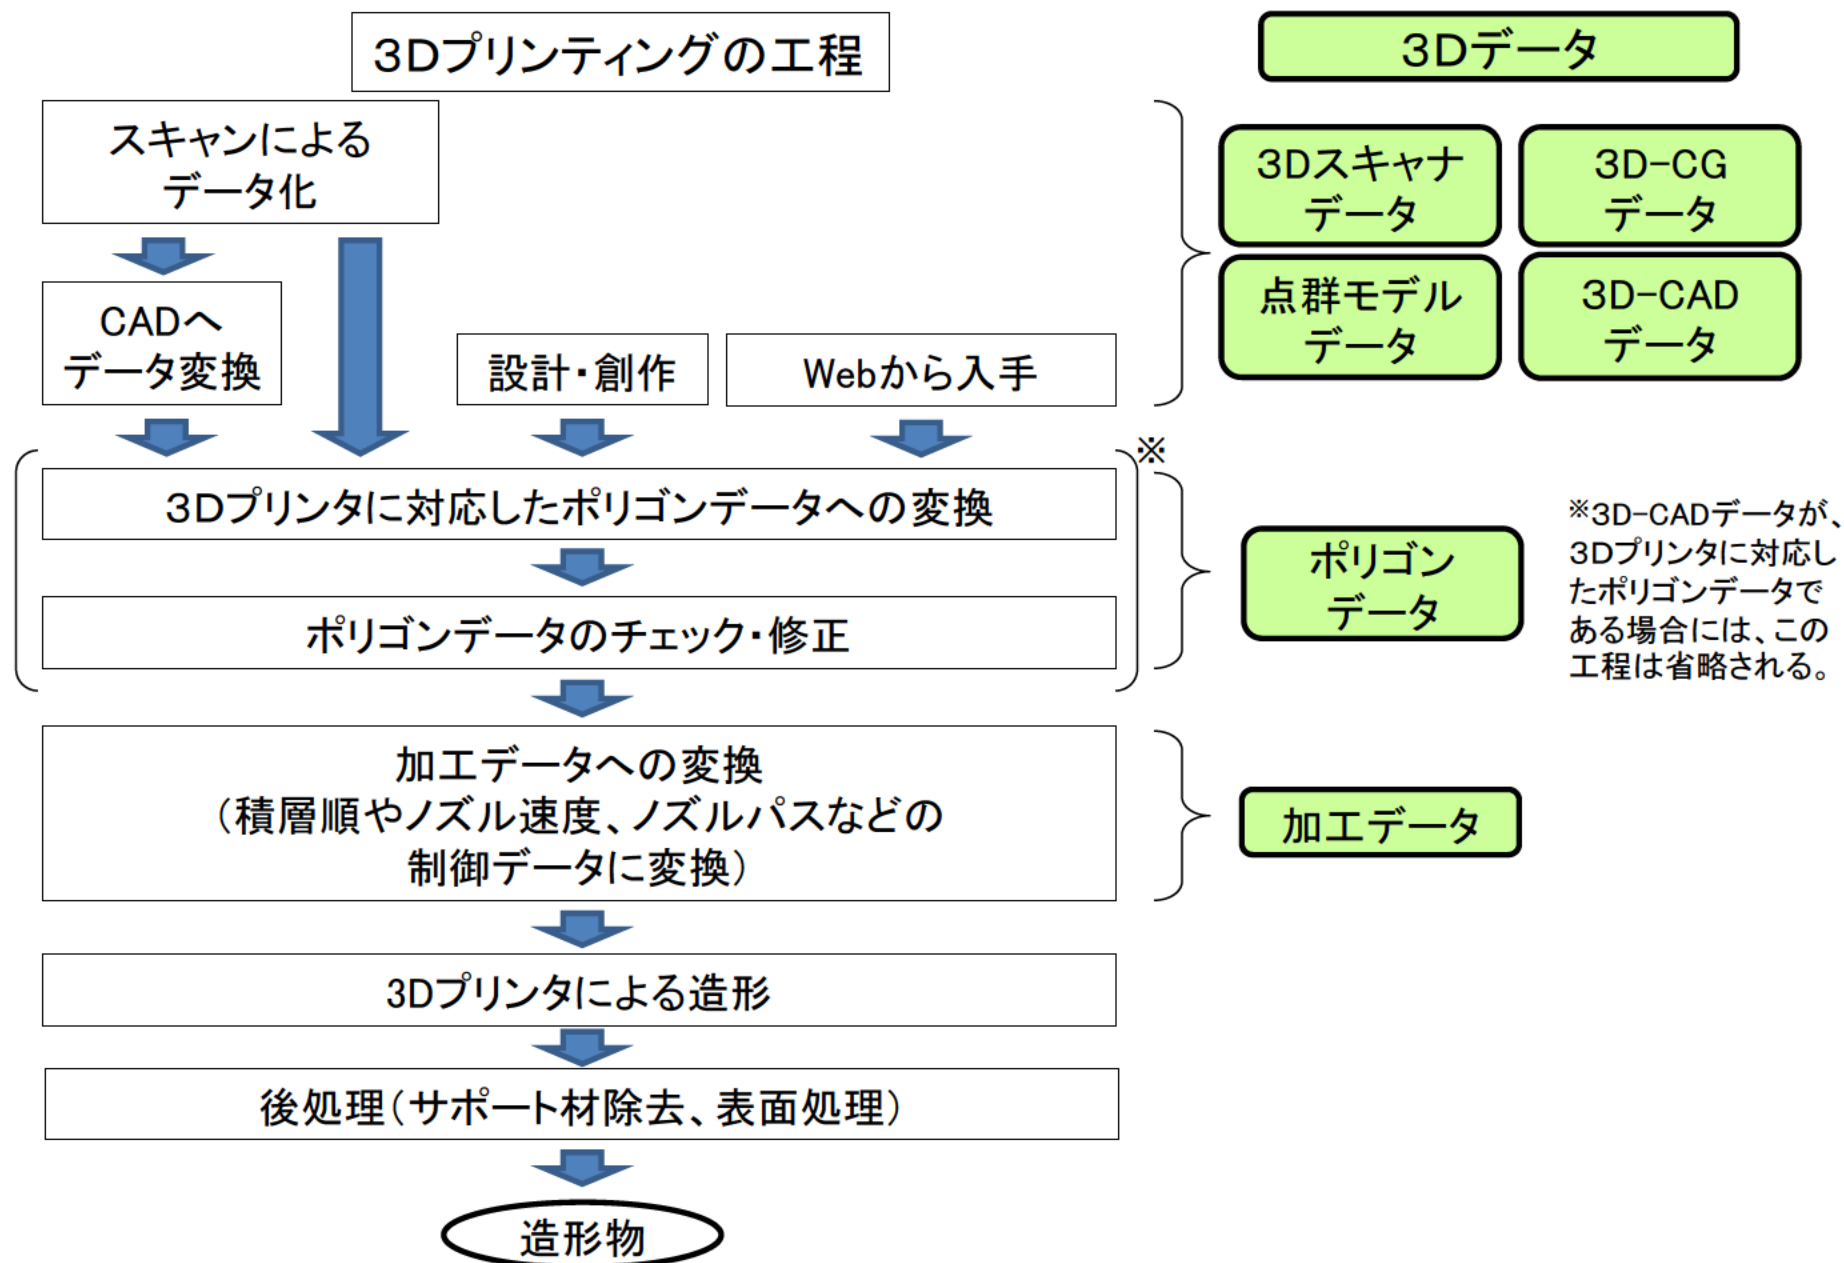 3Dプリンティングの工程
3Dデータ
スキャンによる
データ化
3Dスキャナ
データ
3D-CG
データ
点群モデル
データ
3D-CAD
データ
CADへ
データ変換
設計・創作
Webから入手
※
3Dプリンタに対応したポリゴンデータへの変換
ポリゴンデータのチェック・修正
ポリゴン
データ
※3D-CADデータが、
3Dプリンタに対応し
たポリゴンデータで
ある場合には、この
工程は省略される。
加工データへの変換
（積層順やノズル速度、ノズルパスなどの
制御データに変換）
加工データ
3Dプリンタによる造形
後処理（サポート材除去、表面処理）
造形物